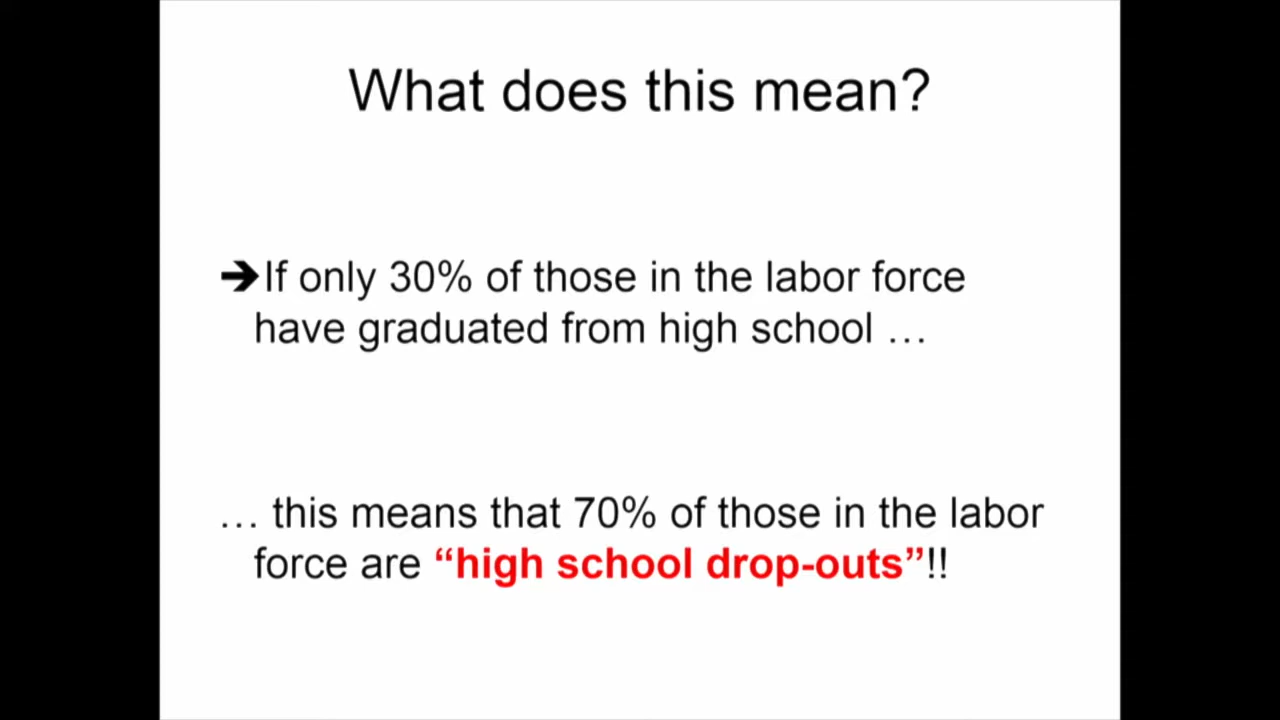 What does this mean?
➔If only 30% of those in the labor force
have graduated from high school …
… this means that 70% of those in the labor
force are “high school drop-outs”!!